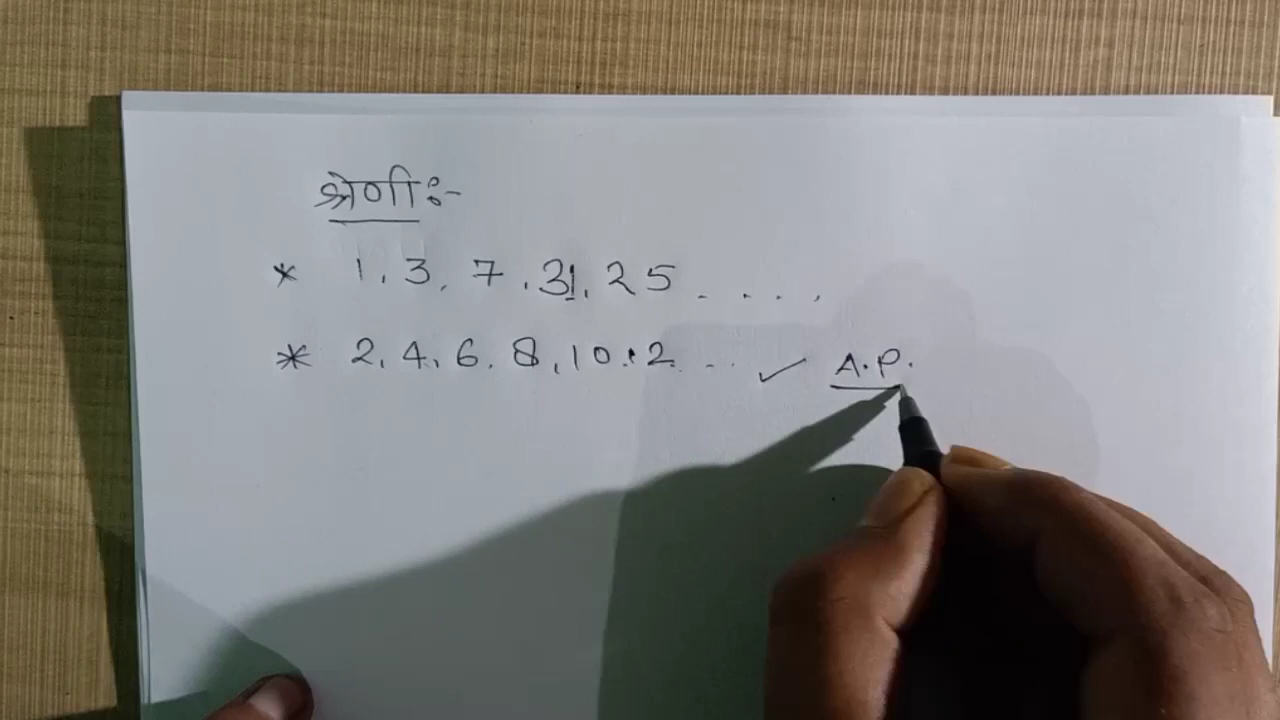 श्रेणी :-
* 1, 3, 7, 31, 25 . . . .
* 2, 4, 6, 8, 10, 12 . . . ✓ A.P.